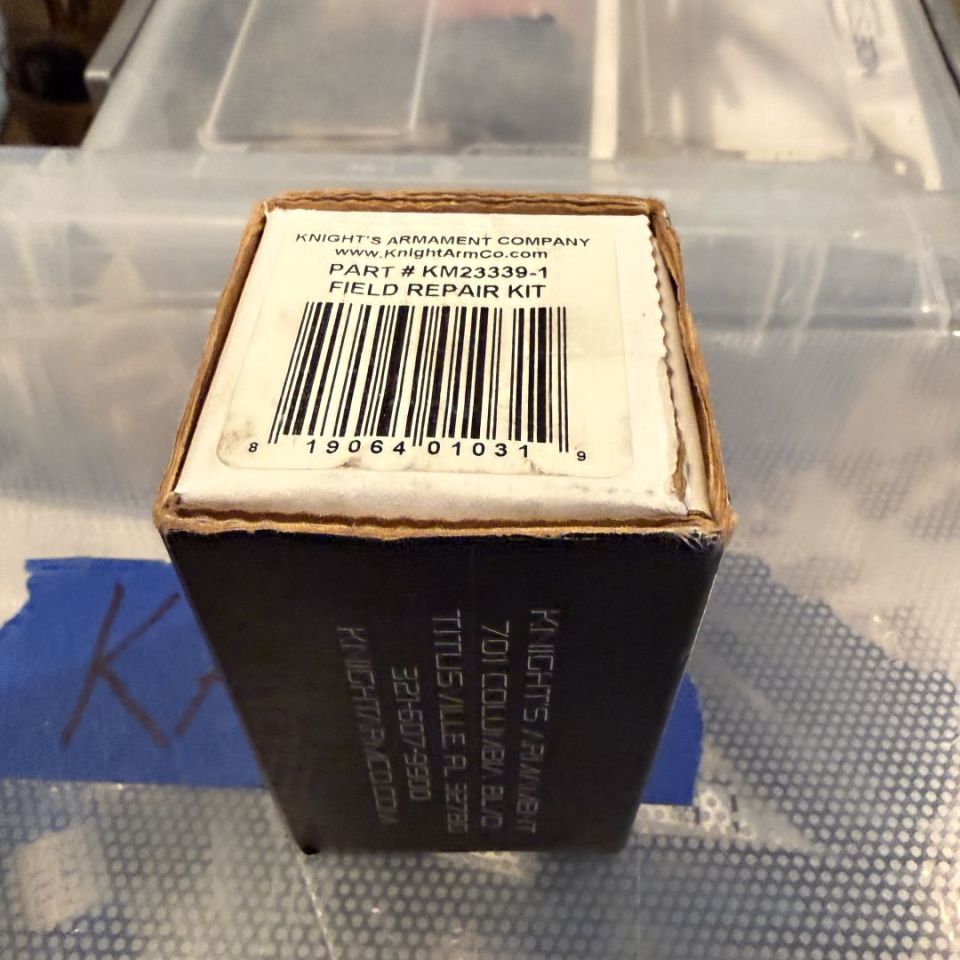 KNIGHT'S ARMAMENT COMPANY
www.KnightArmCo.com
PART # KM23339-1
FIELD REPAIR KIT
8 19064 01031 9
KNIGHT'S ARMAMENT
701 COLUMBIA BLVD
TITUSVILLE FL 32780
321-607-9900
KNIGHTARMCO.COM
KA